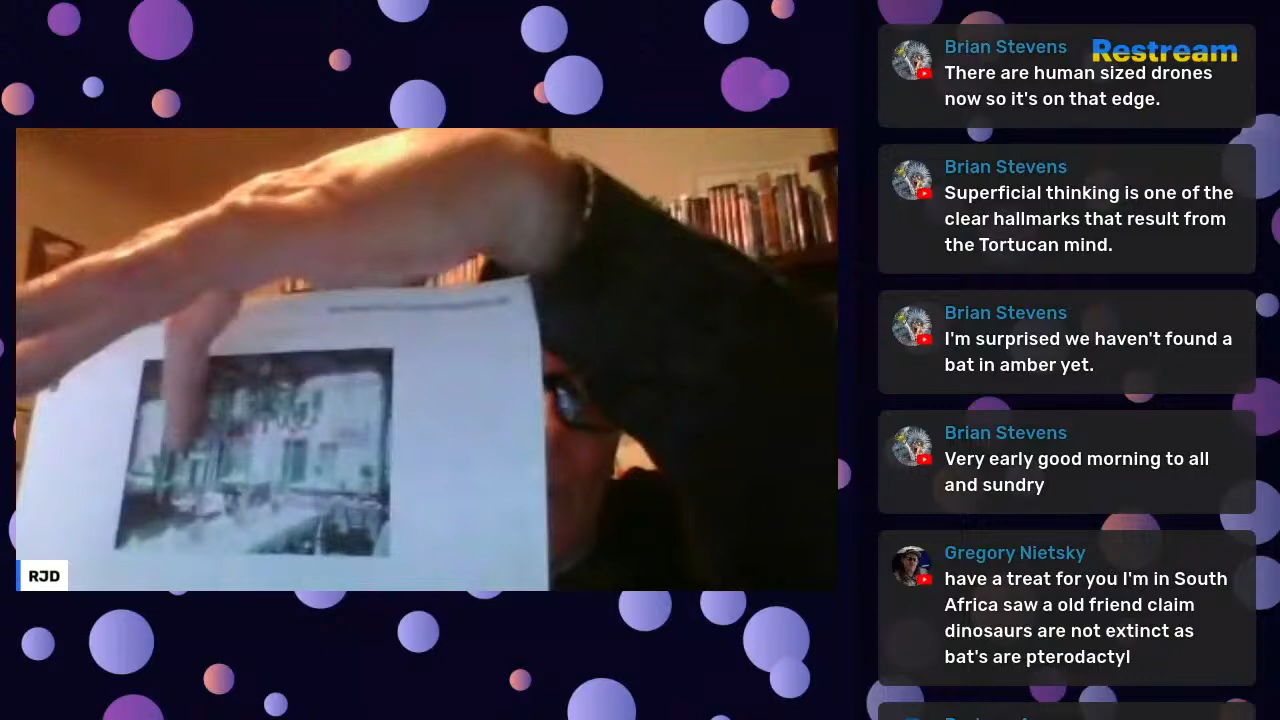 Brian Stevens
Restream
There are human sized drones
now so it's on that edge.
Brian Stevens
Superficial thinking is one of the
clear hallmarks that result from
the Tortucan mind.
Brian Stevens
I'm surprised we haven't found a
bat in amber yet.
Brian Stevens
Very early good morning to all
and sundry
Gregory Nietsky
have a treat for you I'm in South
Africa saw a old friend claim
dinosaurs are not extinct as
bat's are pterodactyl
RJD